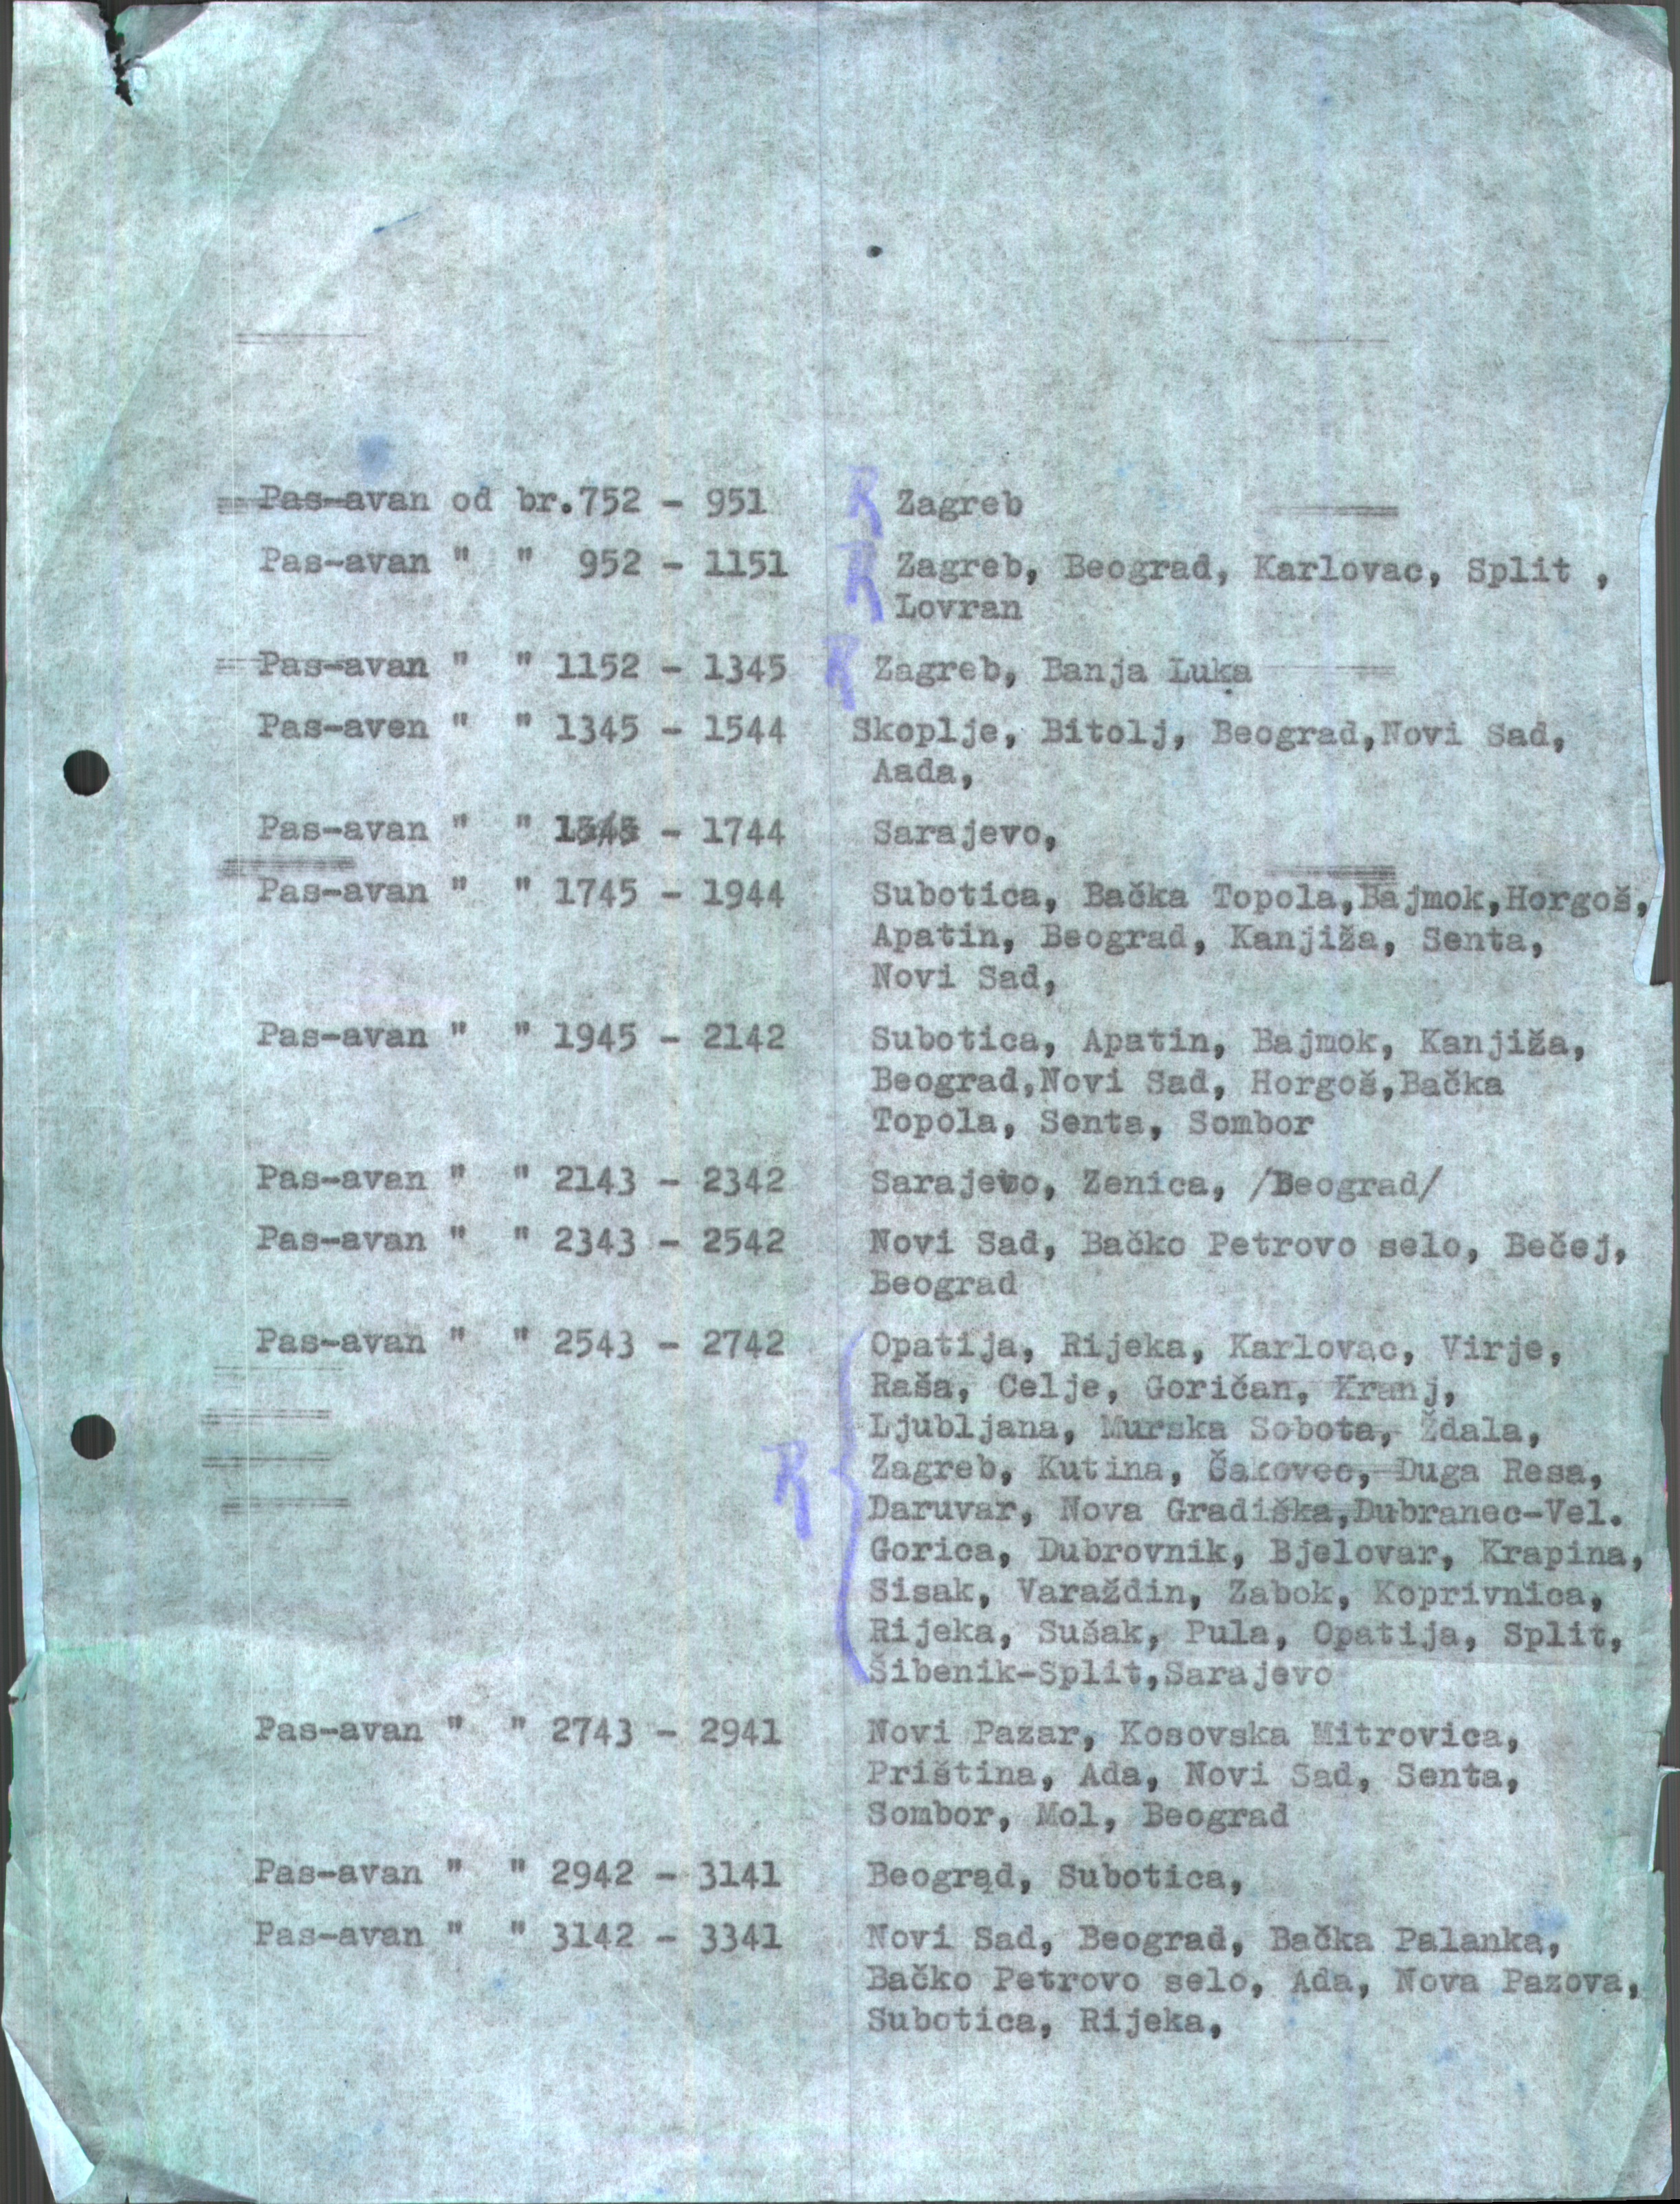 Pas-avan od br.752 - 951 R Zagreb
Pas-avan " " 952 - 1151 R Zagreb, Beograd, Karlovac, Split ,
Lovran
Pas-avan " " 1152 - 1345 R Zagreb, Banja Luka
Pas-aven " " 1345 - 1544 Skoplje, Bitolj, Beograd,Novi Sad,
Aada,
Pas-avan " " - 1744 Sarajevo,
Pas-avan " " 1745 - 1944 Subotica, Bačka Topola,Bajmok,Horgoš,
Apatin, Beograd, Kanjiža, Senta,
Novi Sad,
Pas-avan " " 1945 - 2142 Subotica, Apatin, Bajmok, Kanjiža,
Beograd,Novi Sad, Horgoš,Bačka
Topola, Senta, Sombor
Pas-avan " " 2143 - 2342 Sarajevo, Zenica, /Beograd/
Pas-avan " " 2343 - 2542 Novi Sad, Bačko Petrovo selo, Bečej,
Beograd
Pas-avan " " 2543 - 2742 Opatija, Rijeka, Karlovac, Virje,
Raša, Celje, Goričan, Kranj,
Ljubljana, Murska Sobota, Ždala,
R Zagreb, Kutina, Čakovec, Duga Resa,
Daruvar, Nova Gradiška,Dubranec-Vel.
Gorica, Dubrovnik, Bjelovar, Krapina,
Sisak, Varaždin, Zabok, Koprivnica,
Rijeka, Sušak, Pula, Opatija, Split,
Šibenik-Split,Sarajevo
Pas-avan " " 2743 - 2941 Novi Pazar, Kosovska Mitrovica,
Priština, Ada, Novi Sad, Senta,
Sombor, Mol, Beograd
Pas-avan " " 2942 - 3141 Beograd, Subotica,
Pas-avan " " 3142 - 3341 Novi Sad, Beograd, Bačka Palanka,
Bačko Petrovo selo, Ada, Nova Pazova,
Subotica, Rijeka,